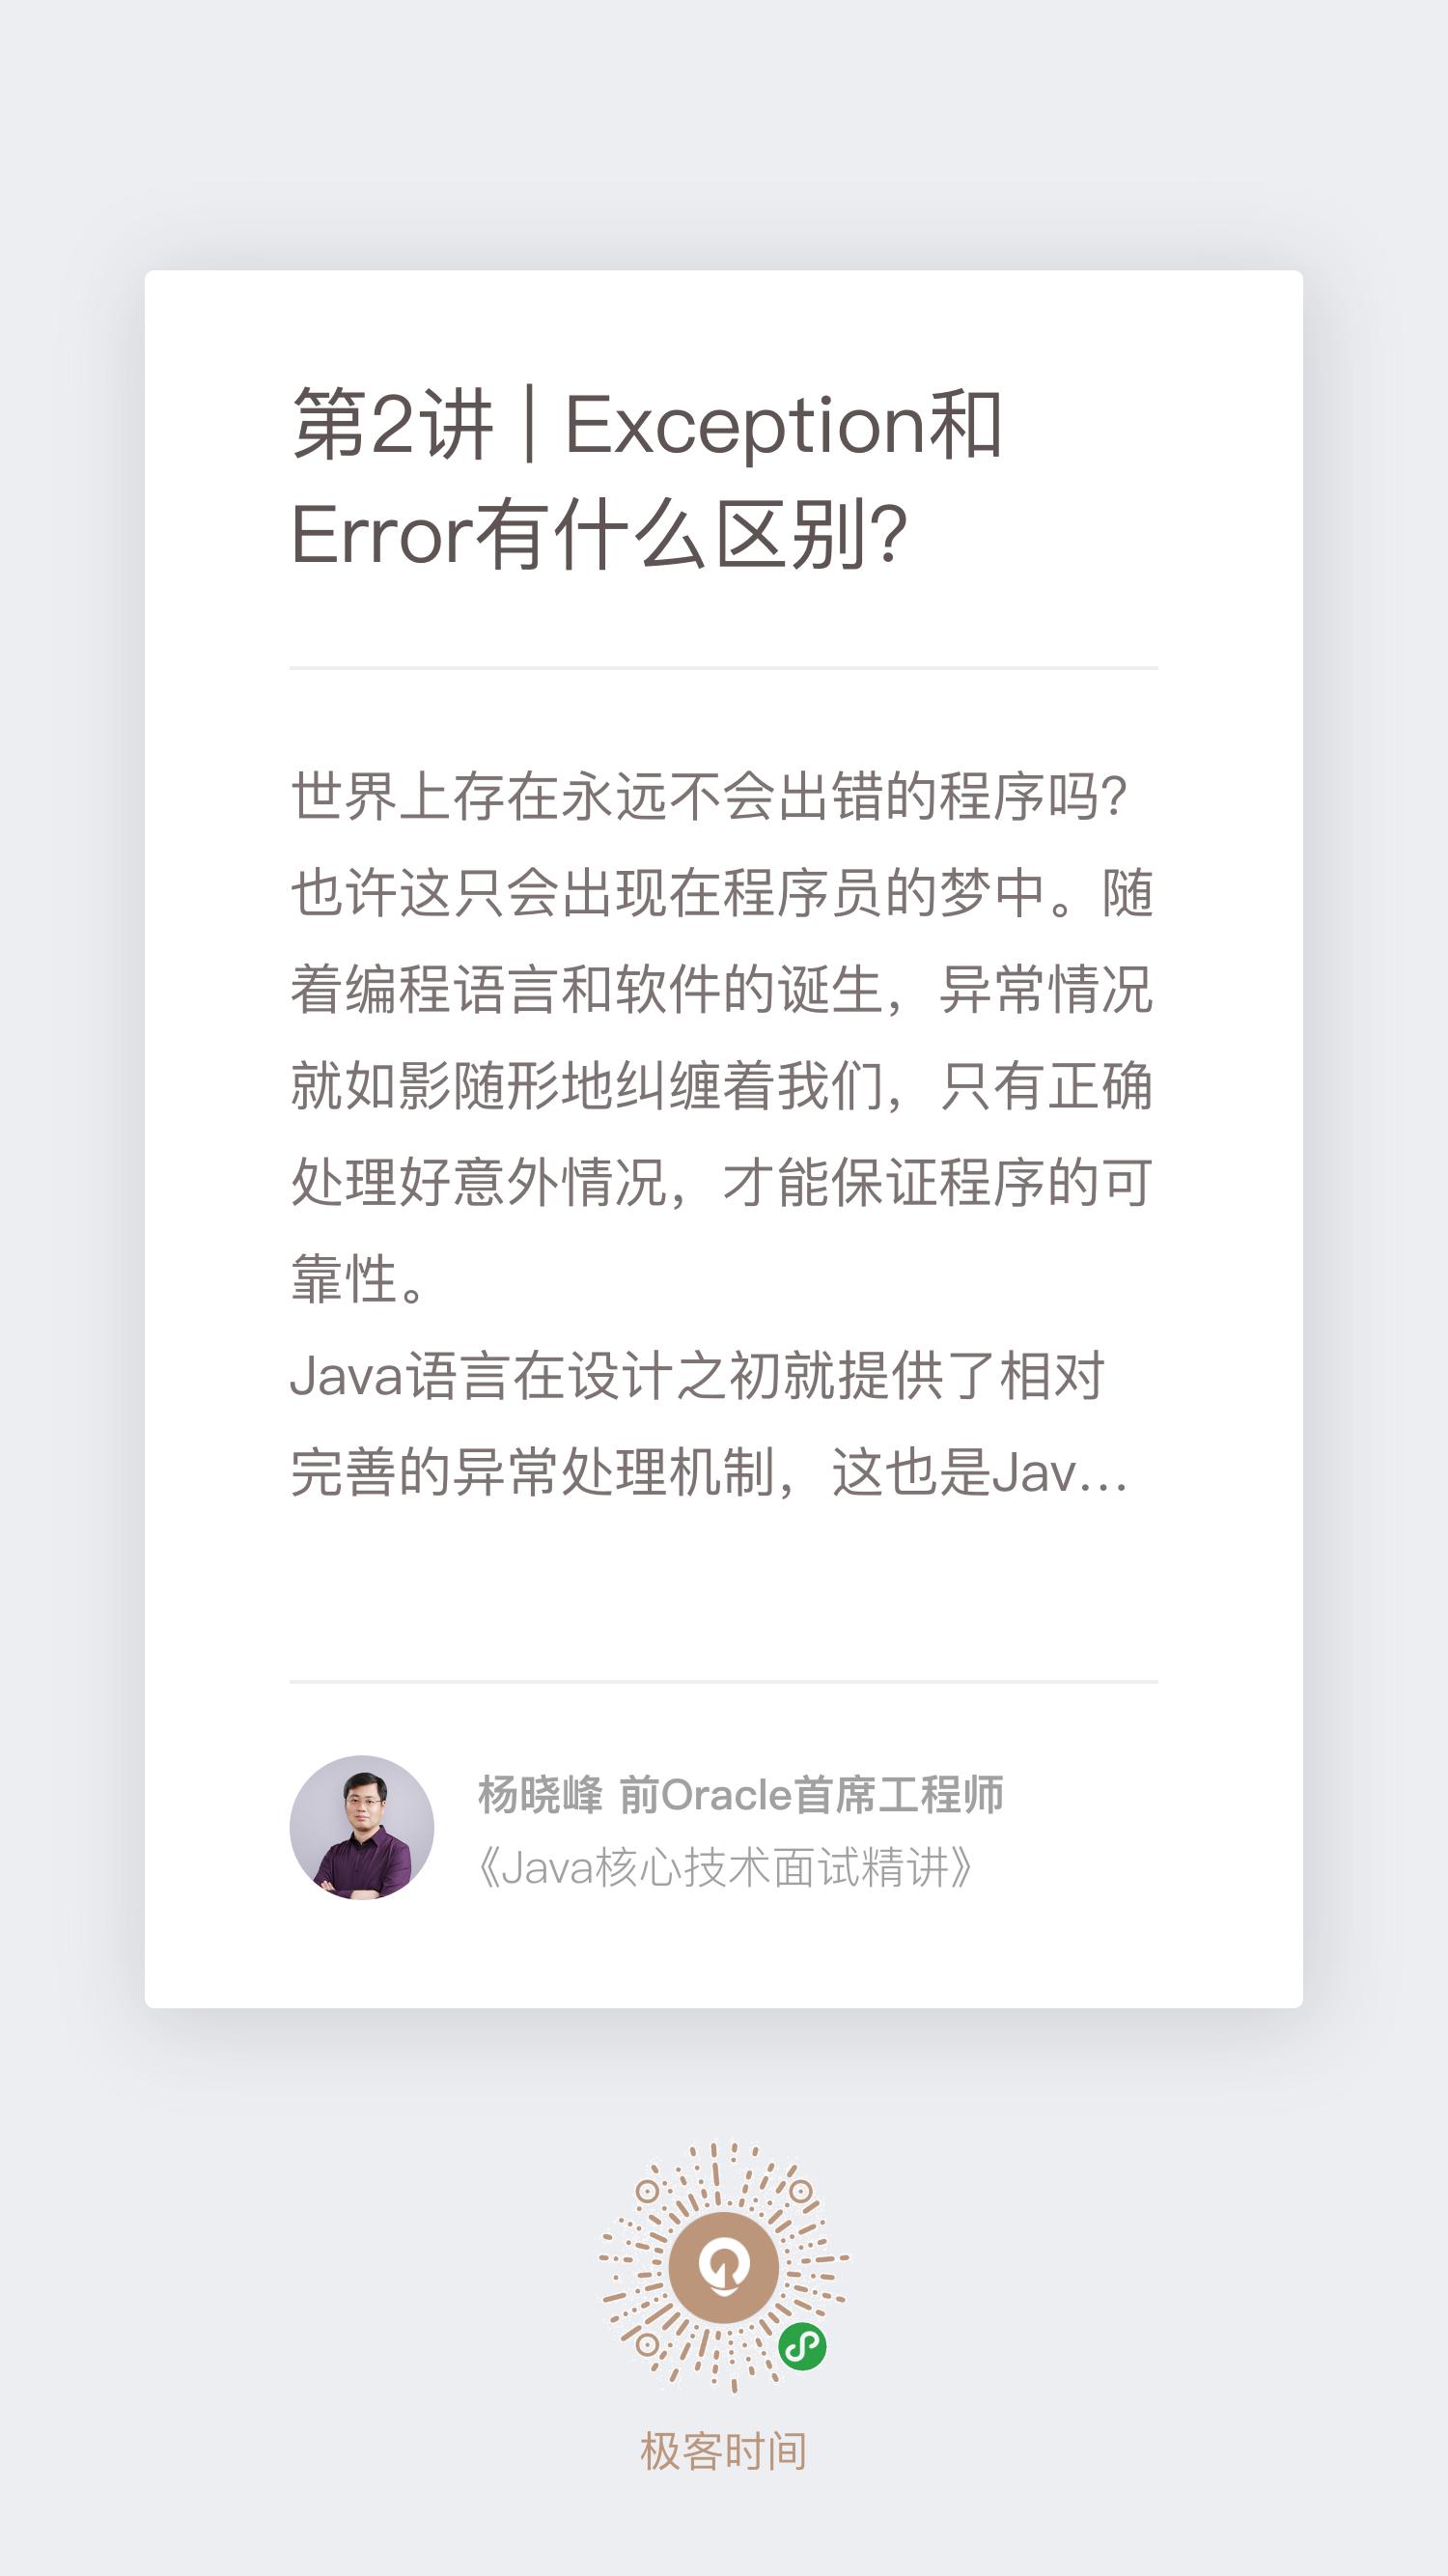 第2讲 | Exception和
Error有什么区别?
世界上存在永远不会出错的程序吗?
也许这只会出现在程序员的梦中。随
着编程语言和软件的诞生，异常情况
就如影随形地纠缠着我们，只有正确
处理好意外情况，才能保证程序的可
靠性。
Java语言在设计之初就提供了相对
完善的异常处理机制，这也是Jav...
杨晓峰 前Oracle首席工程师
《Java核心技术面试精讲》
极客时间